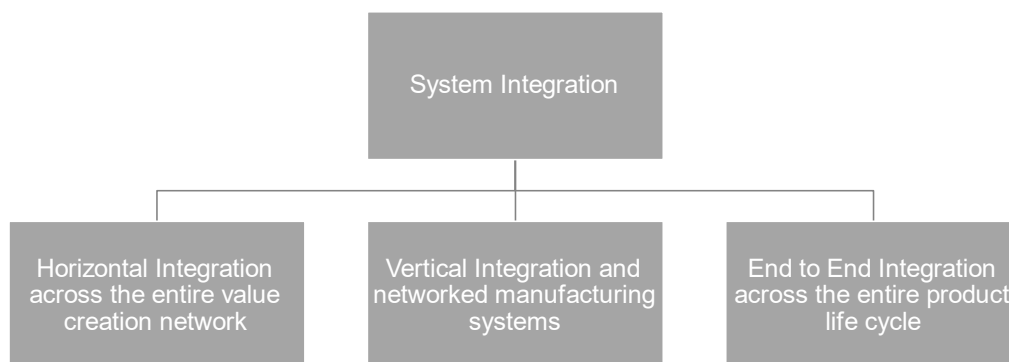 System Integration
Horizontal Integration
across the entire value
creation network
Vertical Integration and
networked manufacturing
systems
End to End Integration
across the entire product
life cycle